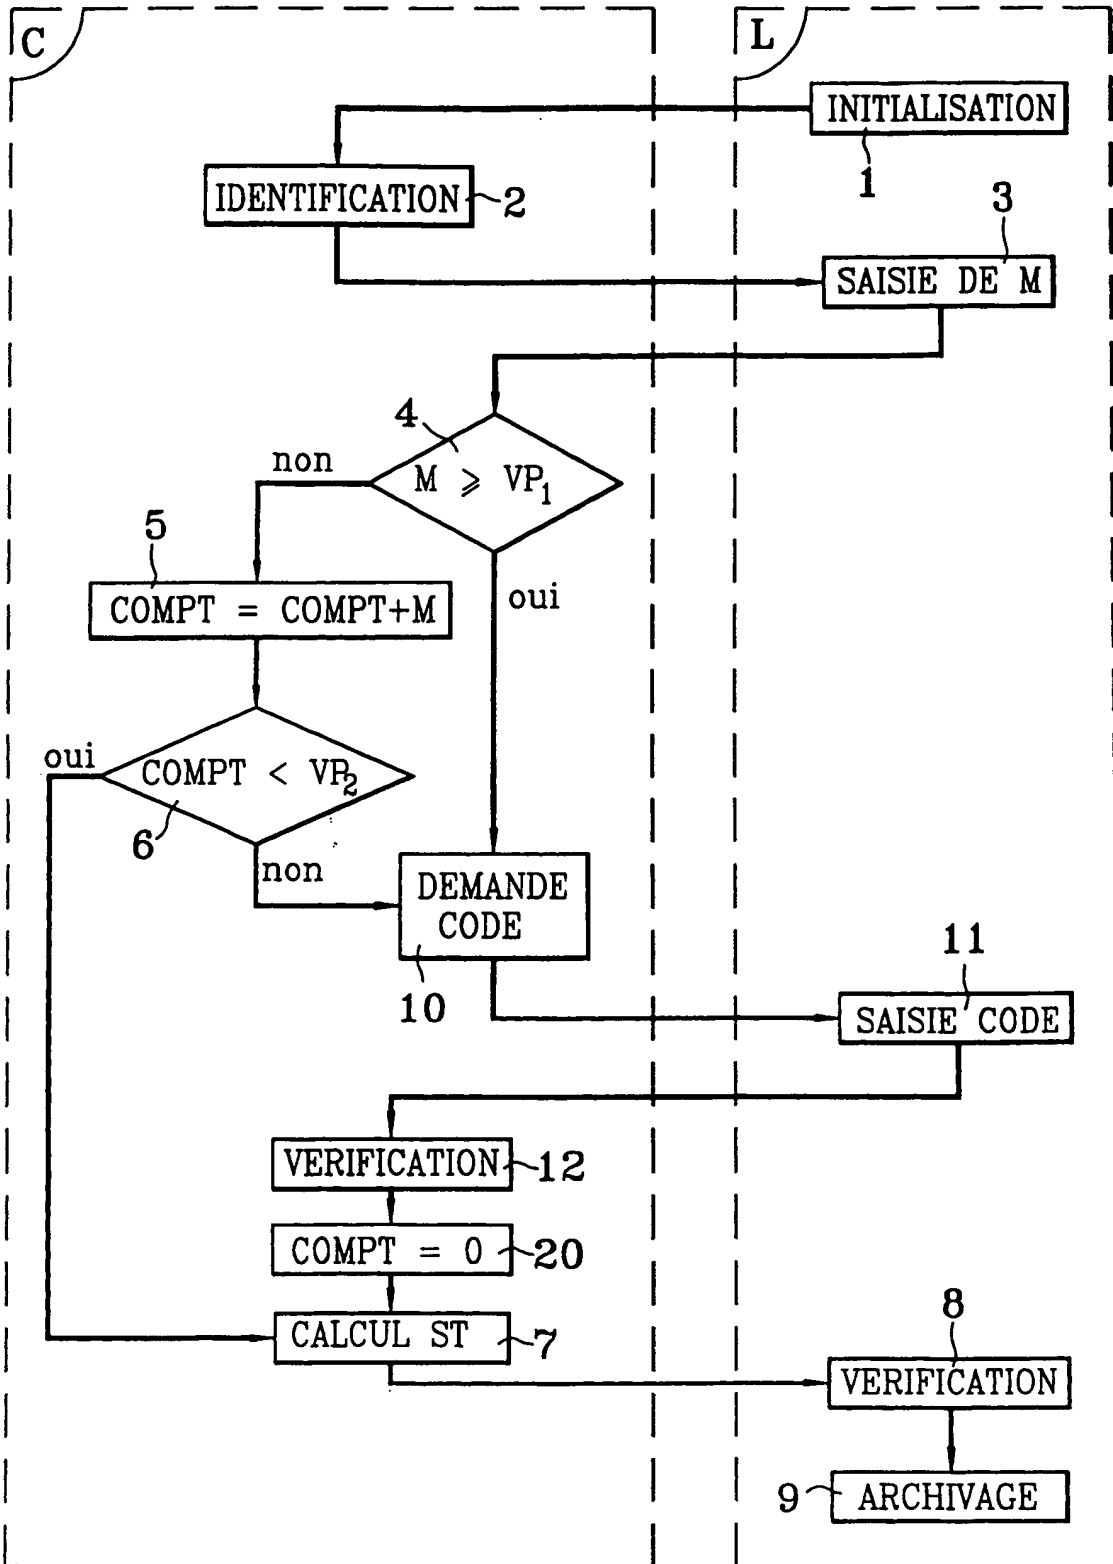 C
L
INITIALISATION
1
IDENTIFICATION
2
3
SAISIE DE M
4
M ⩾ VP1
non
oui
5
COMPT = COMPT+M
COMPT < VP2
oui
6
non
DEMANDE
CODE
10
11
SAISIE CODE
VERIFICATION
12
COMPT = 0
20
CALCUL ST
7
8
VERIFICATION
9
ARCHIVAGE